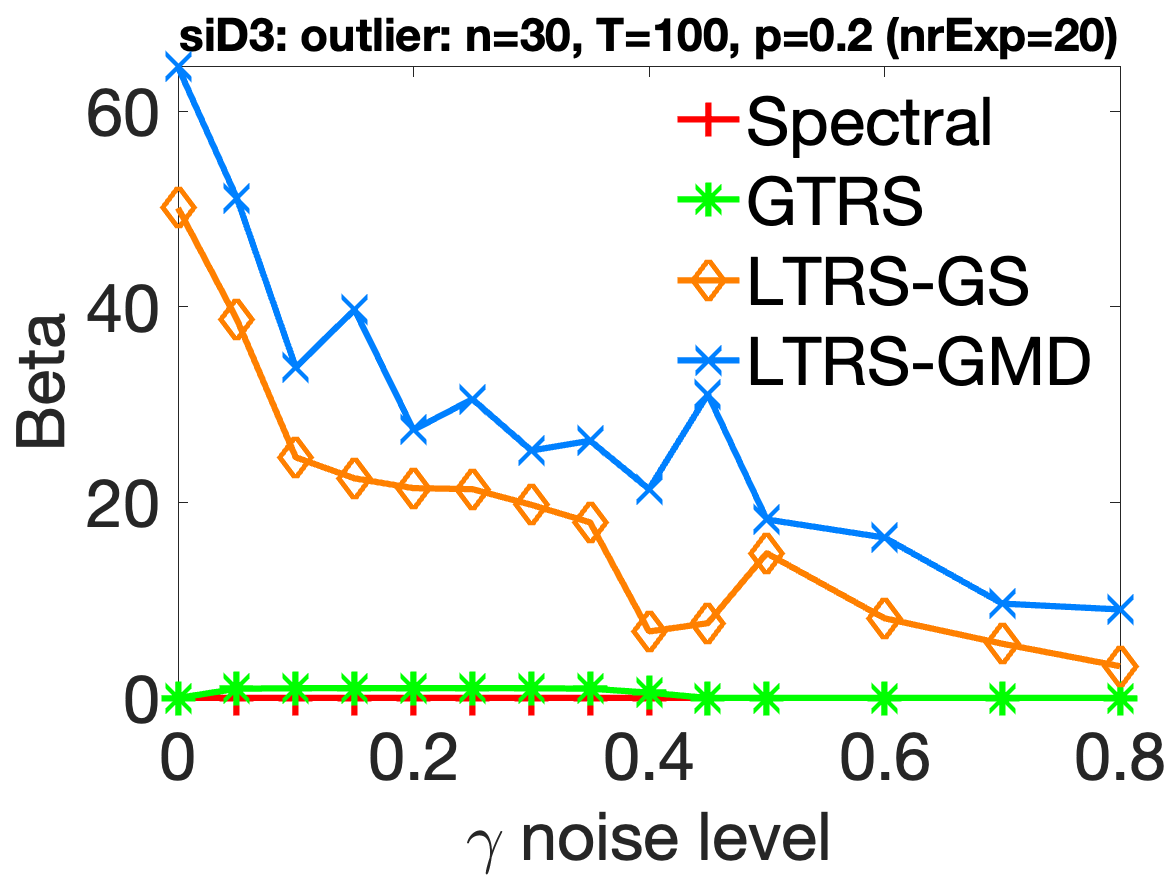 siD3: outlier: n=30, T=100, p=0.2 (nrExp=20)
Spectral
GTRS
LTRS-GS
LTRS-GMD
Beta
60
40
20
0
0 0.2 0.4 0.6 0.8
γ noise level